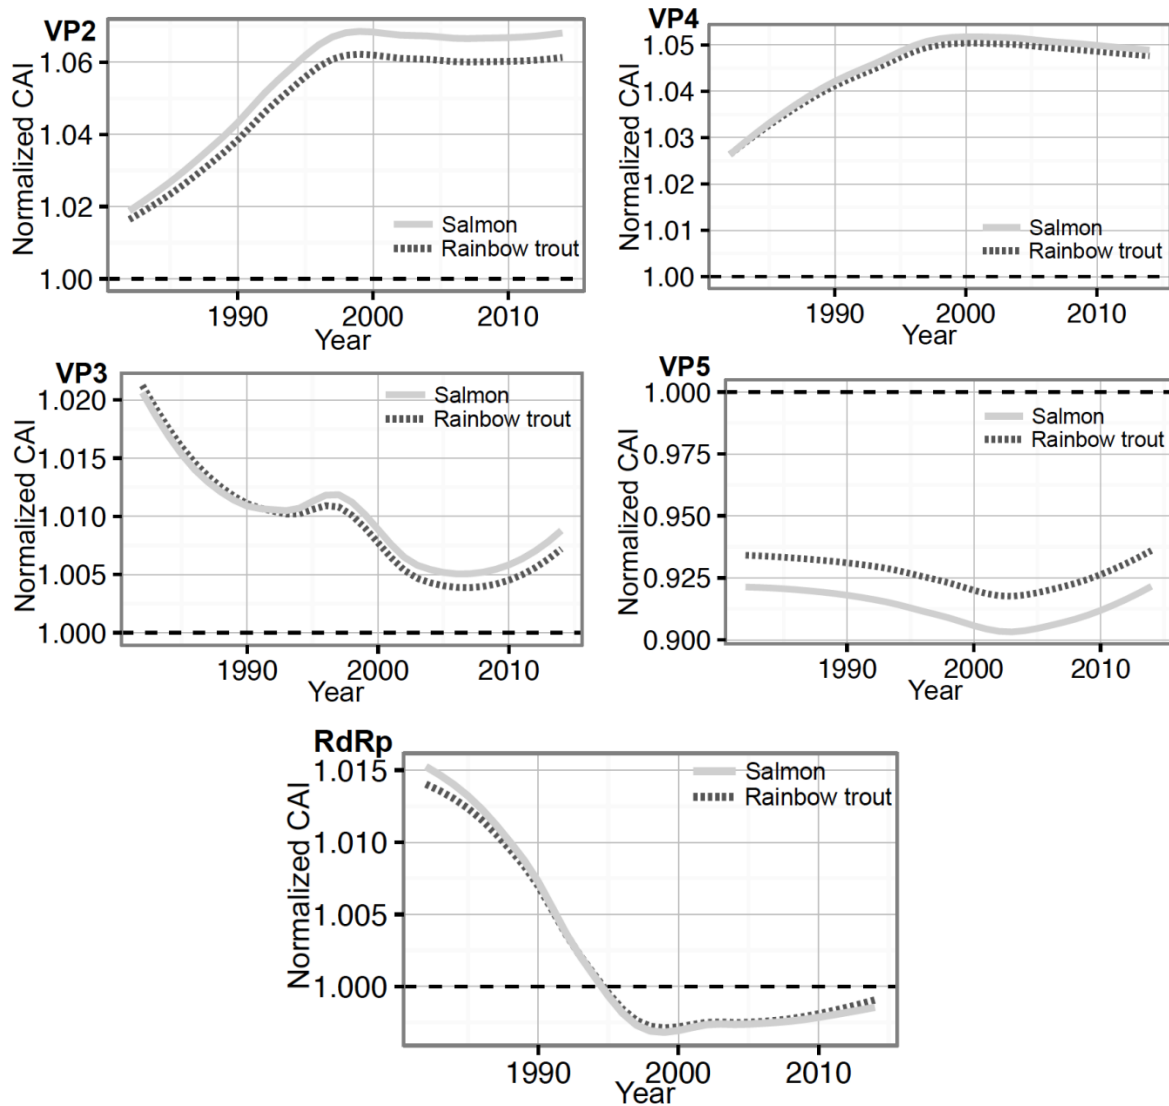 VP2
Normalized CAI
1.06
1.04
1.02
1.00
Salmon
Rainbow trout
1990 2000 2010
Year
VP4
Normalized CAI
1.05
1.04
1.03
1.02
1.01
1.00
Salmon
Rainbow trout
1990 2000 2010
Year
VP3
Normalized CAI
1.020
1.015
1.010
1.005
1.000
Salmon
Rainbow trout
1990 2000 2010
Year
VP5
Normalized CAI
1.000
0.975
0.950
0.925
0.900
Salmon
Rainbow trout
1990 2000 2010
Year
RdRp
Normalized CAI
1.015
1.010
1.005
1.000
Salmon
Rainbow trout
1990 2000 2010
Year